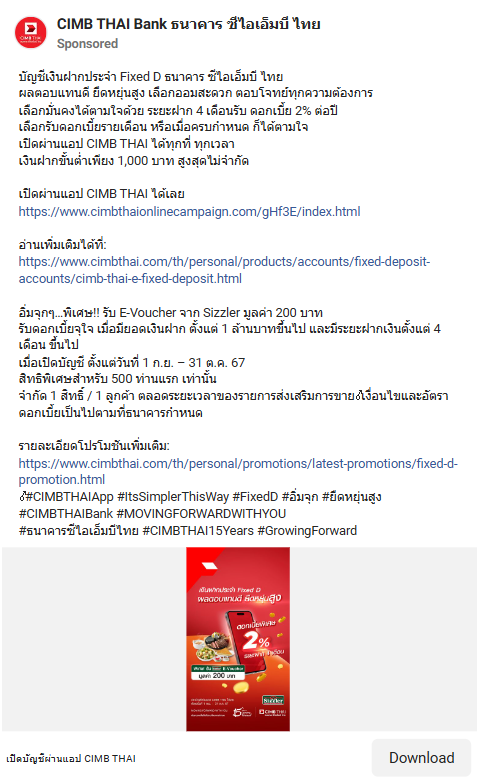 CIMB THAI Bank ธนาคาร ซีไอเอ็มบี ไทย
Sponsored
บัญชีเงินฝากประจำ Fixed D ธนาคาร ซีไอเอ็มบี ไทย
ผลตอบแทนดี ยืดหยุ่นสูง เลือกออมสะดวก ตอบโจทย์ทุกความต้องการ
เลือกมั่นคงได้ตามใจด้วย ระยะฝาก 4 เดือนรับ ดอกเบี้ย 2% ต่อปี
เลือกรับดอกเบี้ยรายเดือน หรือเมื่อครบกำหนด ก็ได้ตามใจ
เปิดผ่านแอป CIMB THAI ได้ทุกที่ ทุกเวลา
เงินฝากขั้นต่ำเพียง 1,000 บาท สูงสุดไม่จำกัด
เปิดผ่านแอป CIMB THAI ได้เลย
https://www.cimbthaionlinecampaign.com/gHf3E/index.html
อ่านเพิ่มเติมได้ที่:
https://www.cimbthai.com/th/personal/products/accounts/fixed-deposit-
accounts/cimb-thai-e-fixed-deposit.html
อิ่มจุกๆ...พิเศษ!! รับ E-Voucher จาก Sizzler มูลค่า 200 บาท
รับดอกเบี้ยจุใจ เมื่อมียอดเงินฝาก ตั้งแต่ 1 ล้านบาทขึ้นไป และมีระยะฝากเงินตั้งแต่ 4
เดือน ขึ้นไป
เมื่อเปิดบัญชี ตั้งแต่วันที่ 1 ก.ย. – 31 ต.ค. 67
สิทธิพิเศษสำหรับ 500 ท่านแรก เท่านั้น
จำกัด 1 สิทธิ์ / 1 ลูกค้า ตลอดระยะเวลาของรายการส่งเสริมการขายเงื่อนไขและอัตรา
ดอกเบี้ยเป็นไปตามที่ธนาคารกำหนด
รายละเอียดโปรโมชันเพิ่มเติม:
https://www.cimbthai.com/th/personal/promotions/latest-promotions/fixed-d-
promotion.html
#CIMBTHAIApp #ItsSimplerThisWay #FixedD #อิ่มจุก #ยืดหยุ่นสูง
#CIMBTHAIBank #MOVINGFORWARDWITHYOU
#ธนาคารซีไอเอ็มบีไทย #CIMBTHAI15Years #GrowingForward
เงินฝากประจำ Fixed D
ผลตอบแทนดี ยืดหยุ่นสูง
ดอกเบี้ยพิเศษ
2%
มูลค่า 200 บาท
Sizzler
CIMB THAI
เปิดบัญชีผ่านแอป CIMB THAI
Download